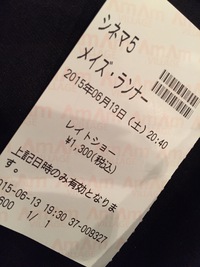 シネマ5
メイズ・ランナー
2015年06月13日(土) 20:40
レイトショー
¥1,300(税込)
上記日時のみ有効となりま
す。
015-06-13 19:30 37-009327
600 1/ 1